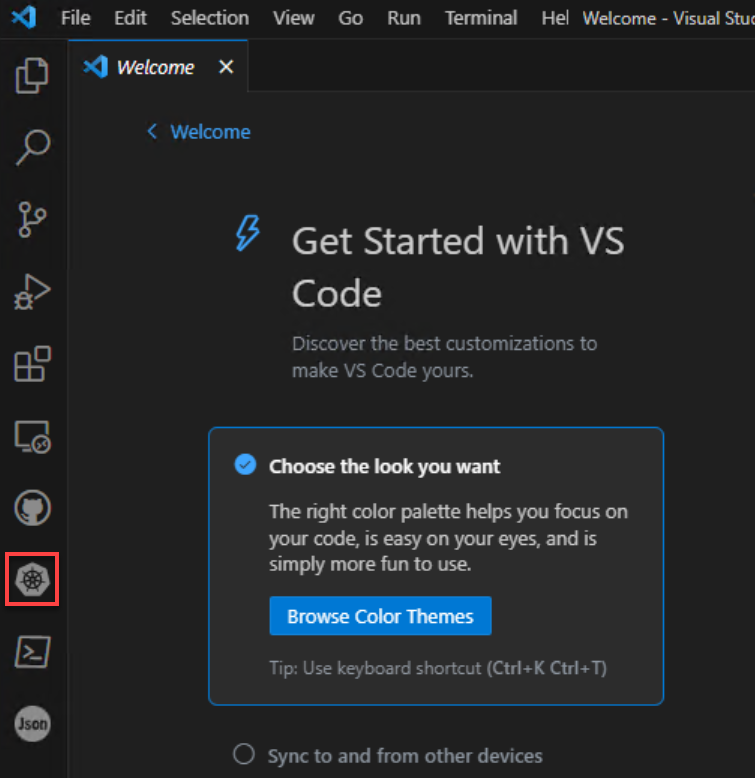 File Edit Selection View Go Run Terminal Hel Welcome - Visual Stu
Welcome
Welcome
Get Started with VS
Code
Discover the best customizations to
make VS Code yours.
Choose the look you want
The right color palette helps you focus on
your code, is easy on your eyes, and is
simply more fun to use.
Browse Color Themes
Tip: Use keyboard shortcut (Ctrl+K Ctrl+T)
Json
Sync to and from other devices